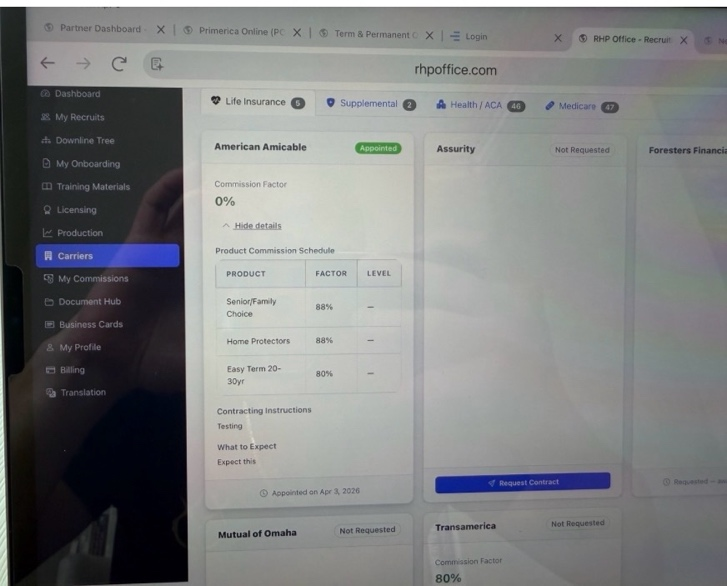 Partner Dashboard -
Primerica Online (PC
Term & Permanent
Login
RHP Office - Recruit
rhpoffice.com
Dashboard
My Recruits
Downline Tree
My Onboarding
Training Materials
Licensing
Production
Carriers
My Commissions
Document Hub
Business Cards
My Profile
Billing
Translation
Life Insurance 5
Supplemental 2
Health / ACA 46
Medicare 47
American Amicable Appointed
Commission Factor
0%
Hide details
Product Commission Schedule
PRODUCT FACTOR LEVEL
Senior/Family
Choice
88% —
Home Protectors 88% —
Easy Term 20-
30yr
80% —
Contracting Instructions
Testing
What to Expect
Expect this
Appointed on Apr 3, 2026
Assurity Not Requested
Request Contract
Foresters Financia
Requested
Mutual of Omaha Not Requested
Transamerica Not Requested
Commission Factor
80%